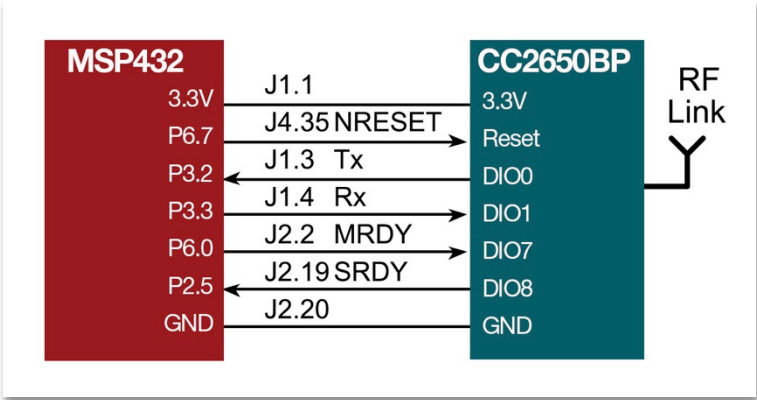 MSP432 CC2650BP
RF
Link
3.3V J1.1 3.3V
P6.7 J4.35 NRESET Reset
P3.2 J1.3 Tx DIO0
P3.3 J1.4 Rx DIO1
P6.0 J2.2 MRDY DIO7
P2.5 J2.19 SRDY DIO8
GND J2.20 GND